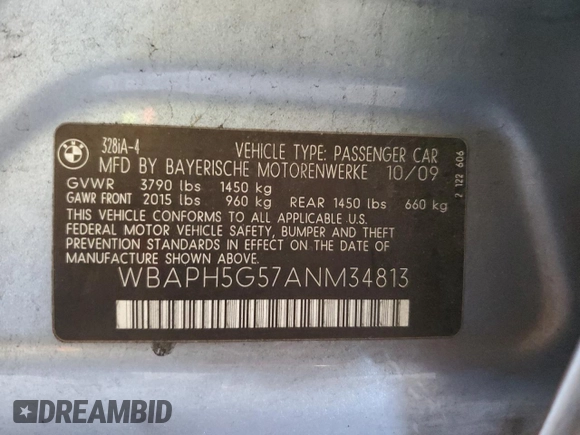 BMW
328iA-4
VEHICLE TYPE: PASSENGER CAR
MFD BY BAYERISCHE MOTORENWERKE 10/09
GVWR 3790 lbs 1450 kg
GAWR FRONT 2015 lbs 960 kg REAR 1450 lbs 660 kg
THIS VEHICLE CONFORMS TO ALL APPLICABLE U.S.
FEDERAL MOTOR VEHICLE SAFETY, BUMPER AND THEFT
PREVENTION STANDARDS IN EFFECT ON THE DATE OF
MANUFACTURE SHOWN ABOVE.
WBAPH5G57ANM34813
7 122 606
DREAMBID